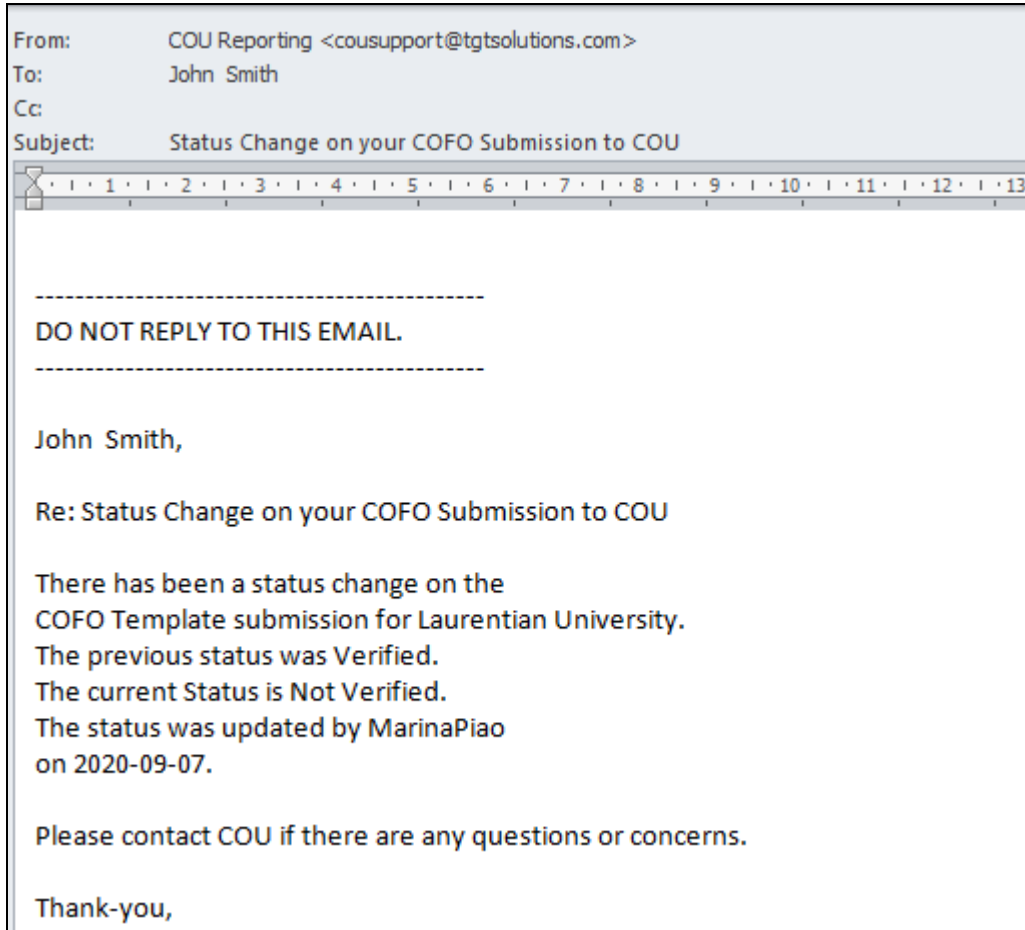 From: COU Reporting <cousupport@tgtsolutions.com>
To: John  Smith
Cc:
Subject: Status Change on your COFO Submission to COU
1 2 3 4 5 6 7 8 9 10 11 12 13
---------------------------------------------
DO NOT REPLY TO THIS EMAIL.
---------------------------------------------
John  Smith,
Re: Status Change on your COFO Submission to COU
There has been a status change on the
COFO Template submission for Laurentian University.
The previous status was Verified.
The current Status is Not Verified.
The status was updated by MarinaPiao
on 2020-09-07.
Please contact COU if there are any questions or concerns.
Thank-you,